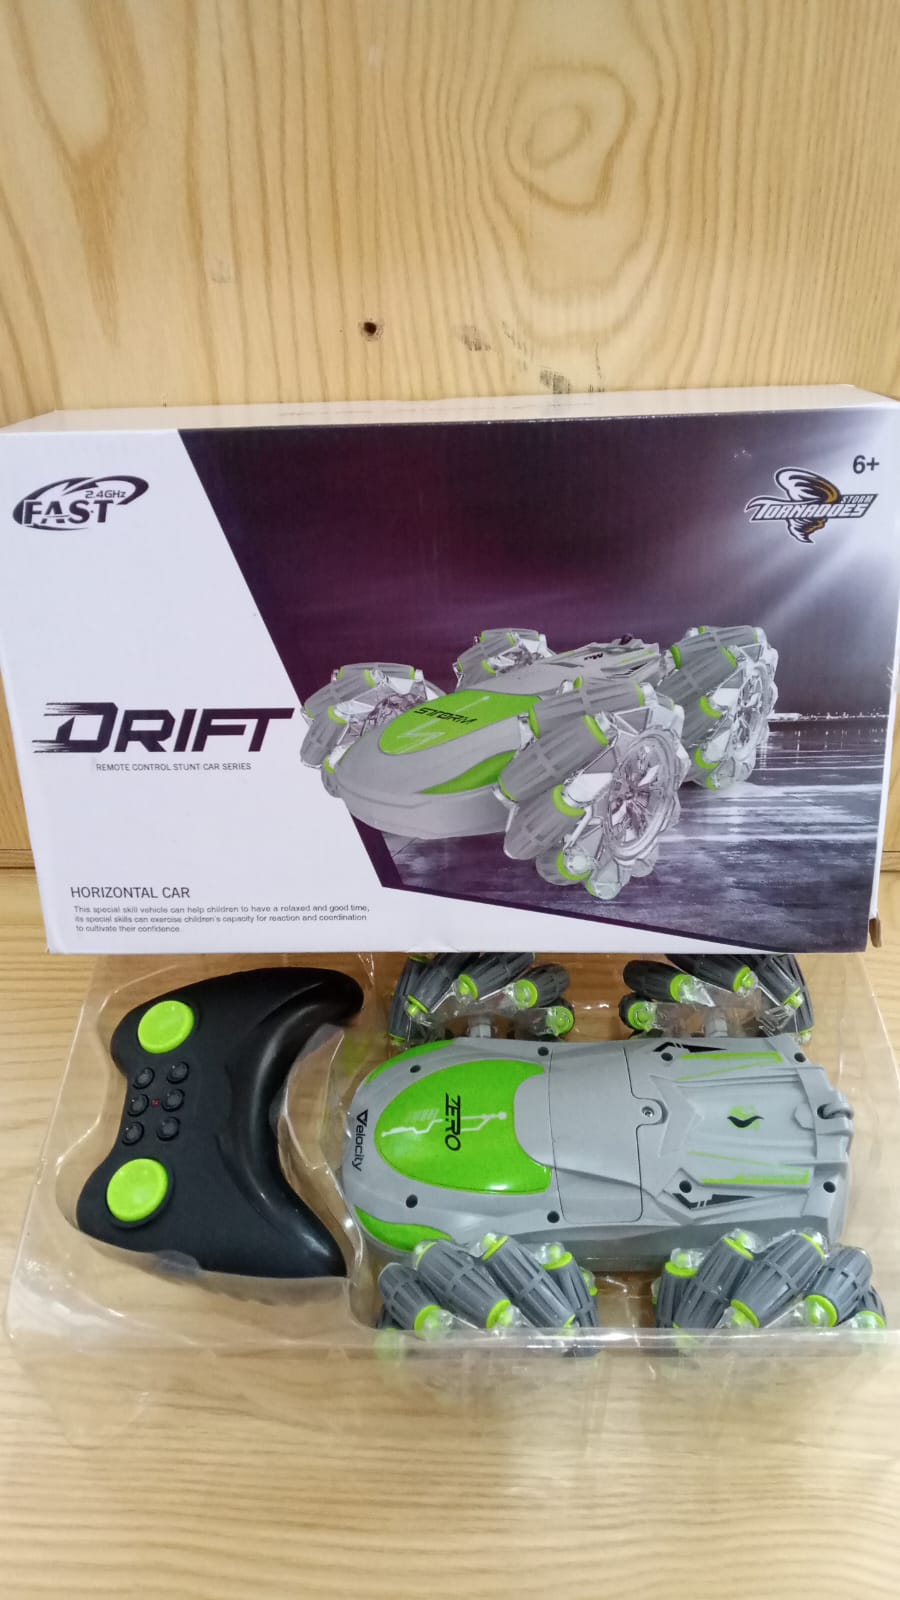 2.4GHz
FAST
6+
STORM
TORNADOES
DRIFT
REMOTE CONTROL STUNT CAR SERIES
STORM
HORIZONTAL CAR
This special skill vehicle can help children to have a relaxed and good time,
its special skills can exercise children's capacity for reaction and coordination
to cultivate their confidence.
ZERO
Velocity